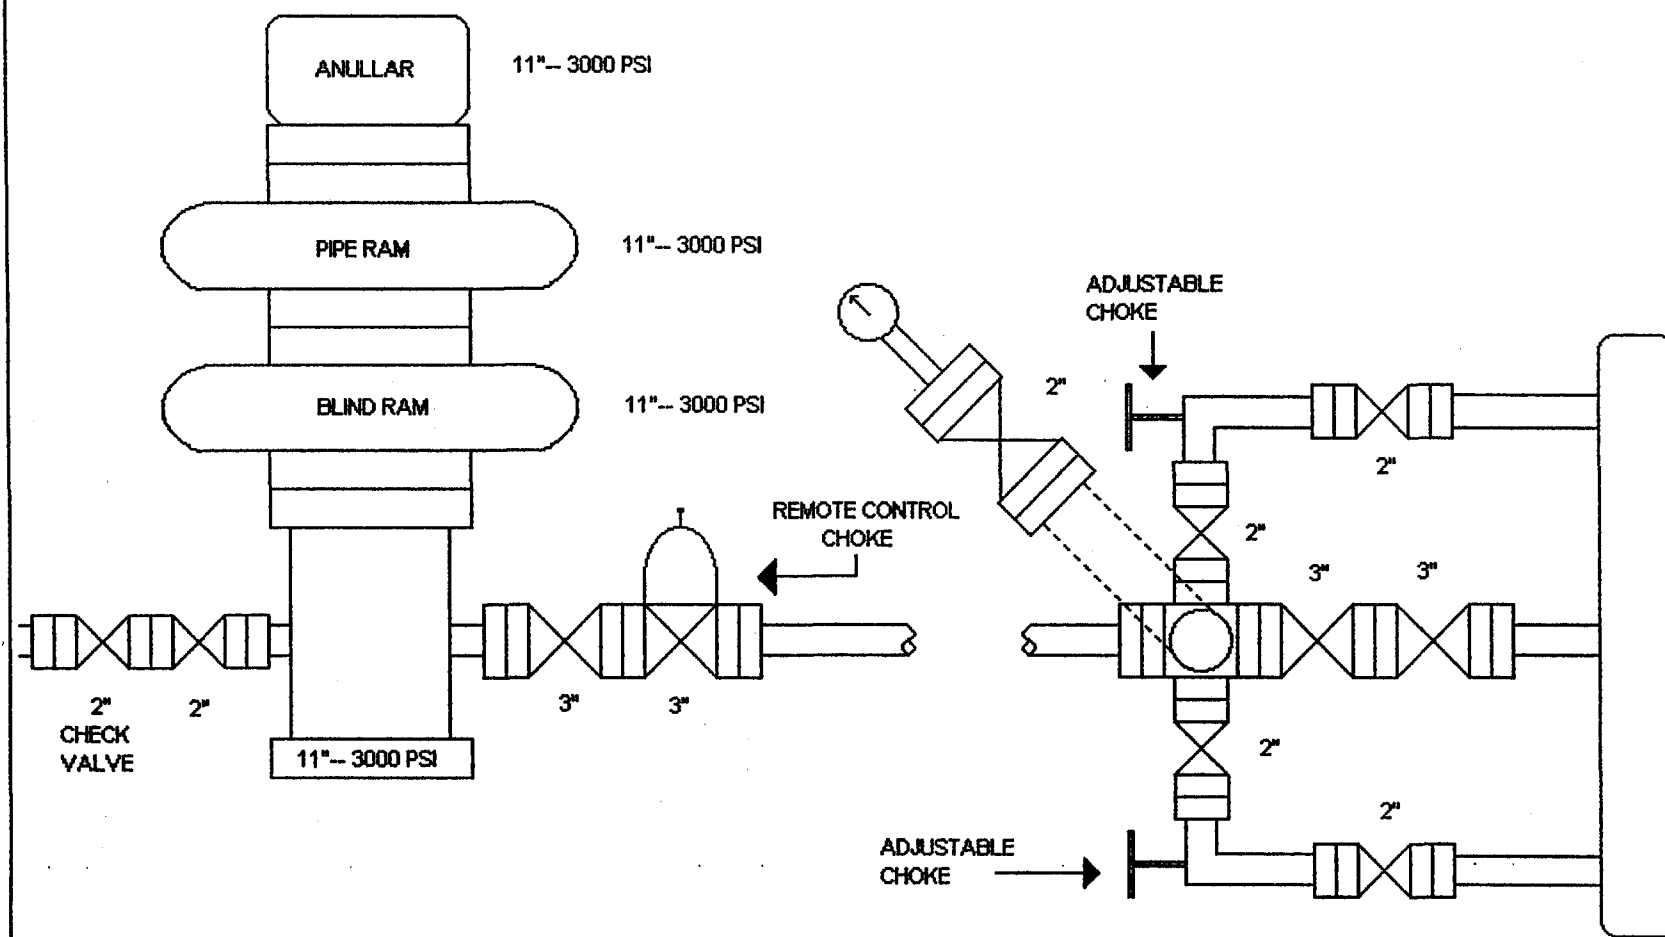 ANULLAR
11"-- 3000 PSI
PIPE RAM
11"-- 3000 PSI
ADJUSTABLE
CHOKE
2"
BLIND RAM
11"-- 3000 PSI
2"
REMOTE CONTROL
CHOKE
2"
3"
3"
2"
CHECK
VALVE
2"
3"
3"
11"-- 3000 PSI
2"
2"
ADJUSTABLE
CHOKE